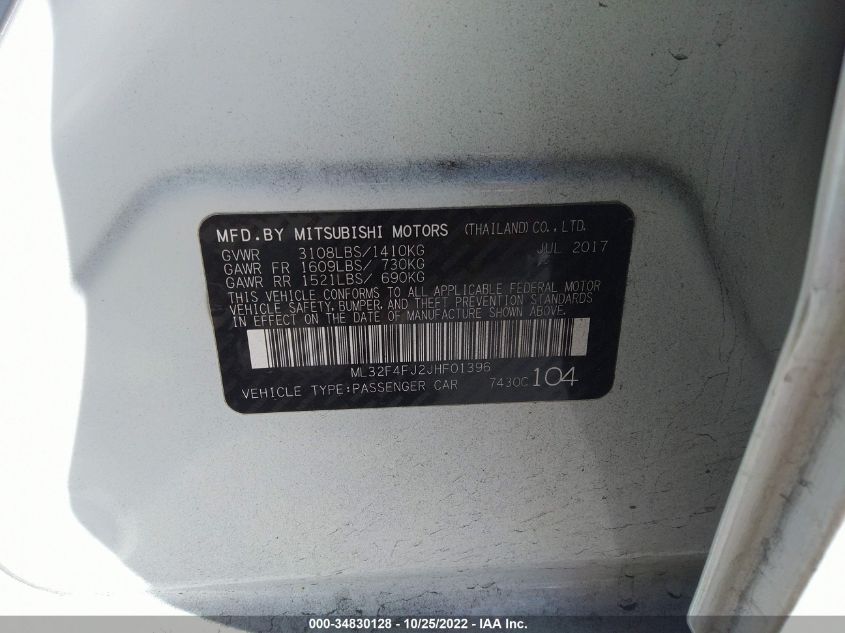 MFD.BY MITSUBISHI MOTORS (THAILAND)CO.,LTD.
GVWR 3108LBS/1410KG JUL 2017
GAWR FR 1609LBS/ 730KG
GAWR RR 1521LBS/ 690KG
THIS VEHICLE CONFORMS TO ALL APPLICABLE FEDERAL MOTOR
VEHICLE SAFETY,BUMPER,AND THEFT PREVENTION STANDARDS
IN EFFECT ON THE DATE OF MANUFACTURE SHOWN ABOVE.
ML32F4FJ2JHF01396
VEHICLE TYPE:PASSENGER CAR 7430C 104
000-34830128 - 10/25/2022 - IAA Inc.